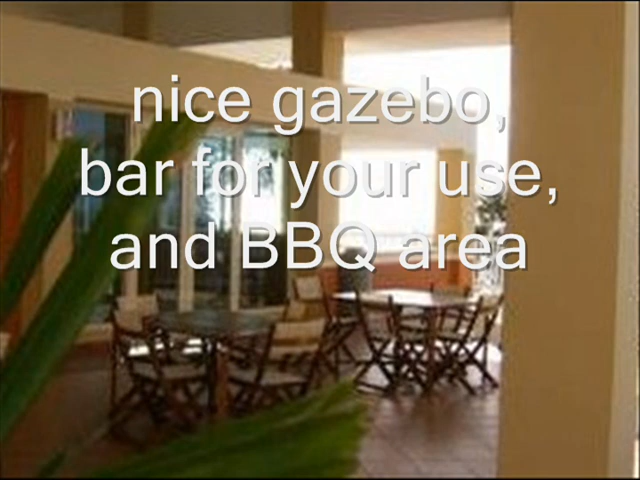 nice gazebo,
bar for your use,
and BBQ area